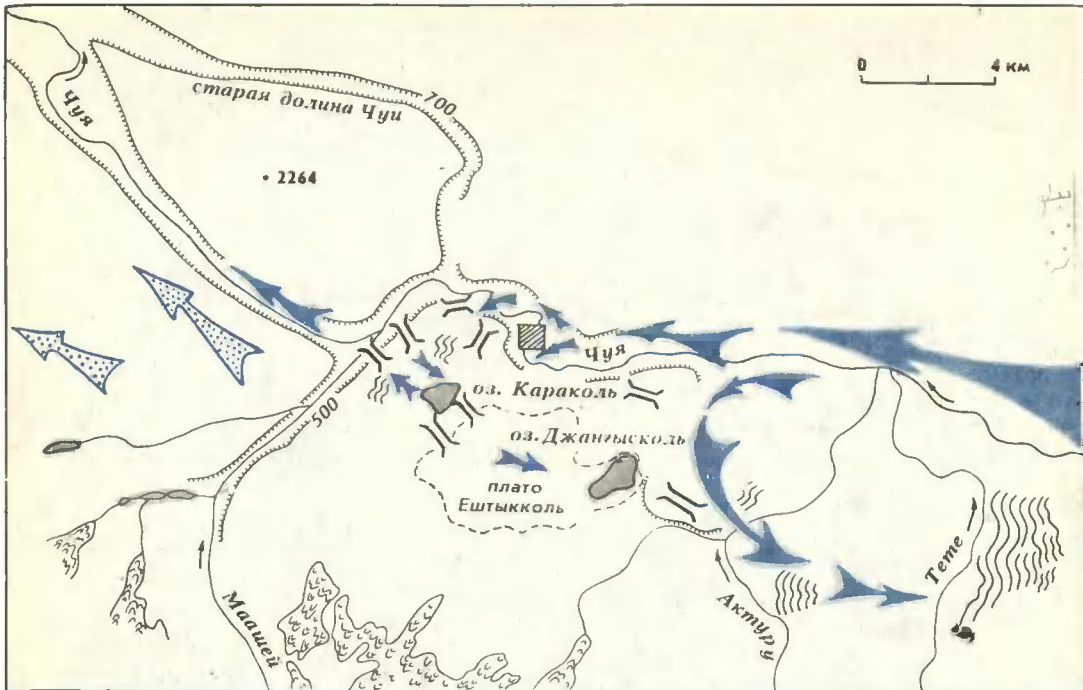 0 4 км
Чуя
старая долина Чуи
700
2264
Чуя
оз. Караколь
500
оз. Джангысколь
плато
Ештыкколь
Маашей
Актуру
Тете